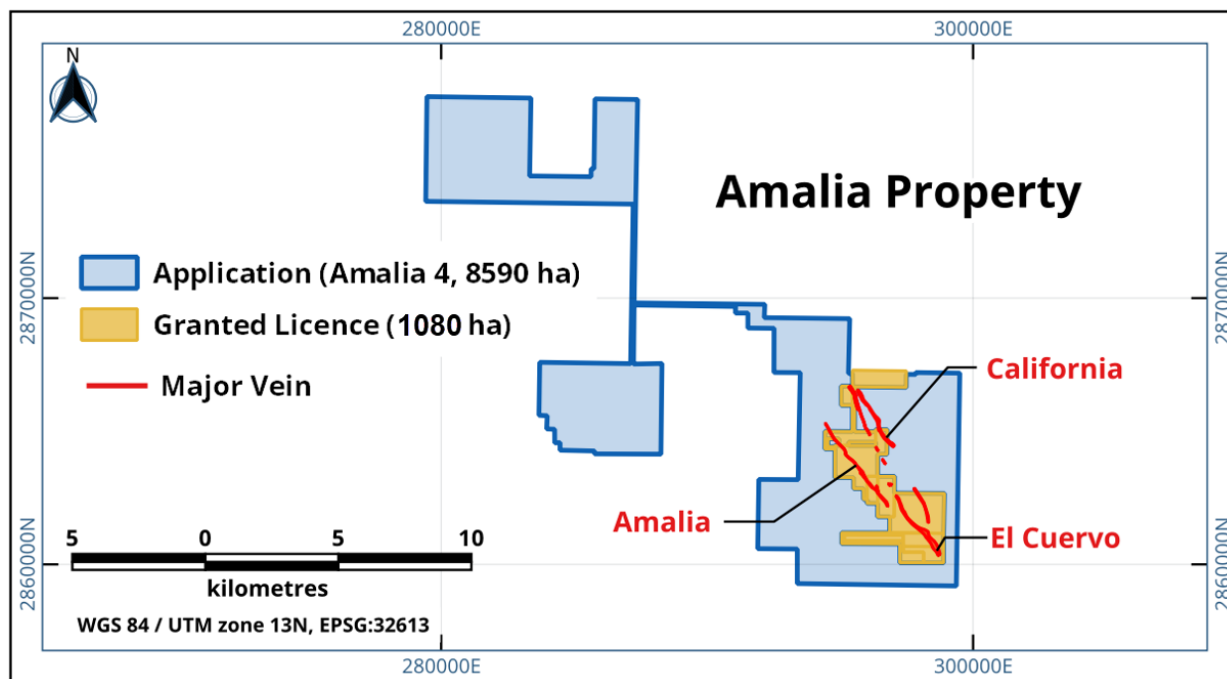 280000E
300000E
N
Amalia Property
2870000N
2870000N
Application (Amalia 4, 8590 ha)
Granted Licence (1080 ha)
Major Vein
California
Amalia
El Cuervo
5 0 5 10
kilometres
WGS 84 / UTM zone 13N, EPSG:32613
2860000N
2860000N
280000E
300000E